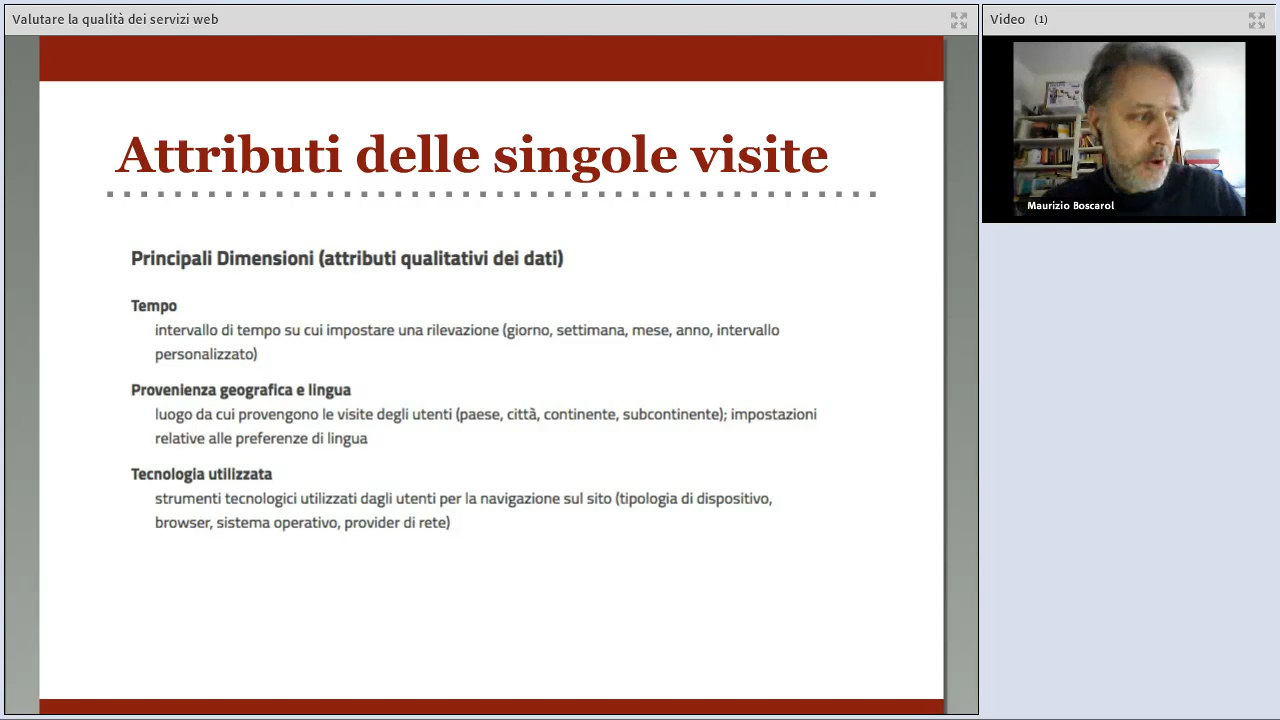 Valutare la qualità dei servizi web
Video (1)
Attributi delle singole visite
Principali Dimensioni (attributi qualitativi dei dati)
Tempo
intervallo di tempo su cui impostare una rilevazione (giorno, settimana, mese, anno, intervallo
personalizzato)
Provenienza geografica e lingua
luogo da cui provengono le visite degli utenti (paese, città, continente, subcontinente); impostazioni
relative alle preferenze di lingua
Tecnologia utilizzata
strumenti tecnologici utilizzati dagli utenti per la navigazione sul sito (tipologia di dispositivo,
browser, sistema operativo, provider di rete)
Maurizio Boscarol